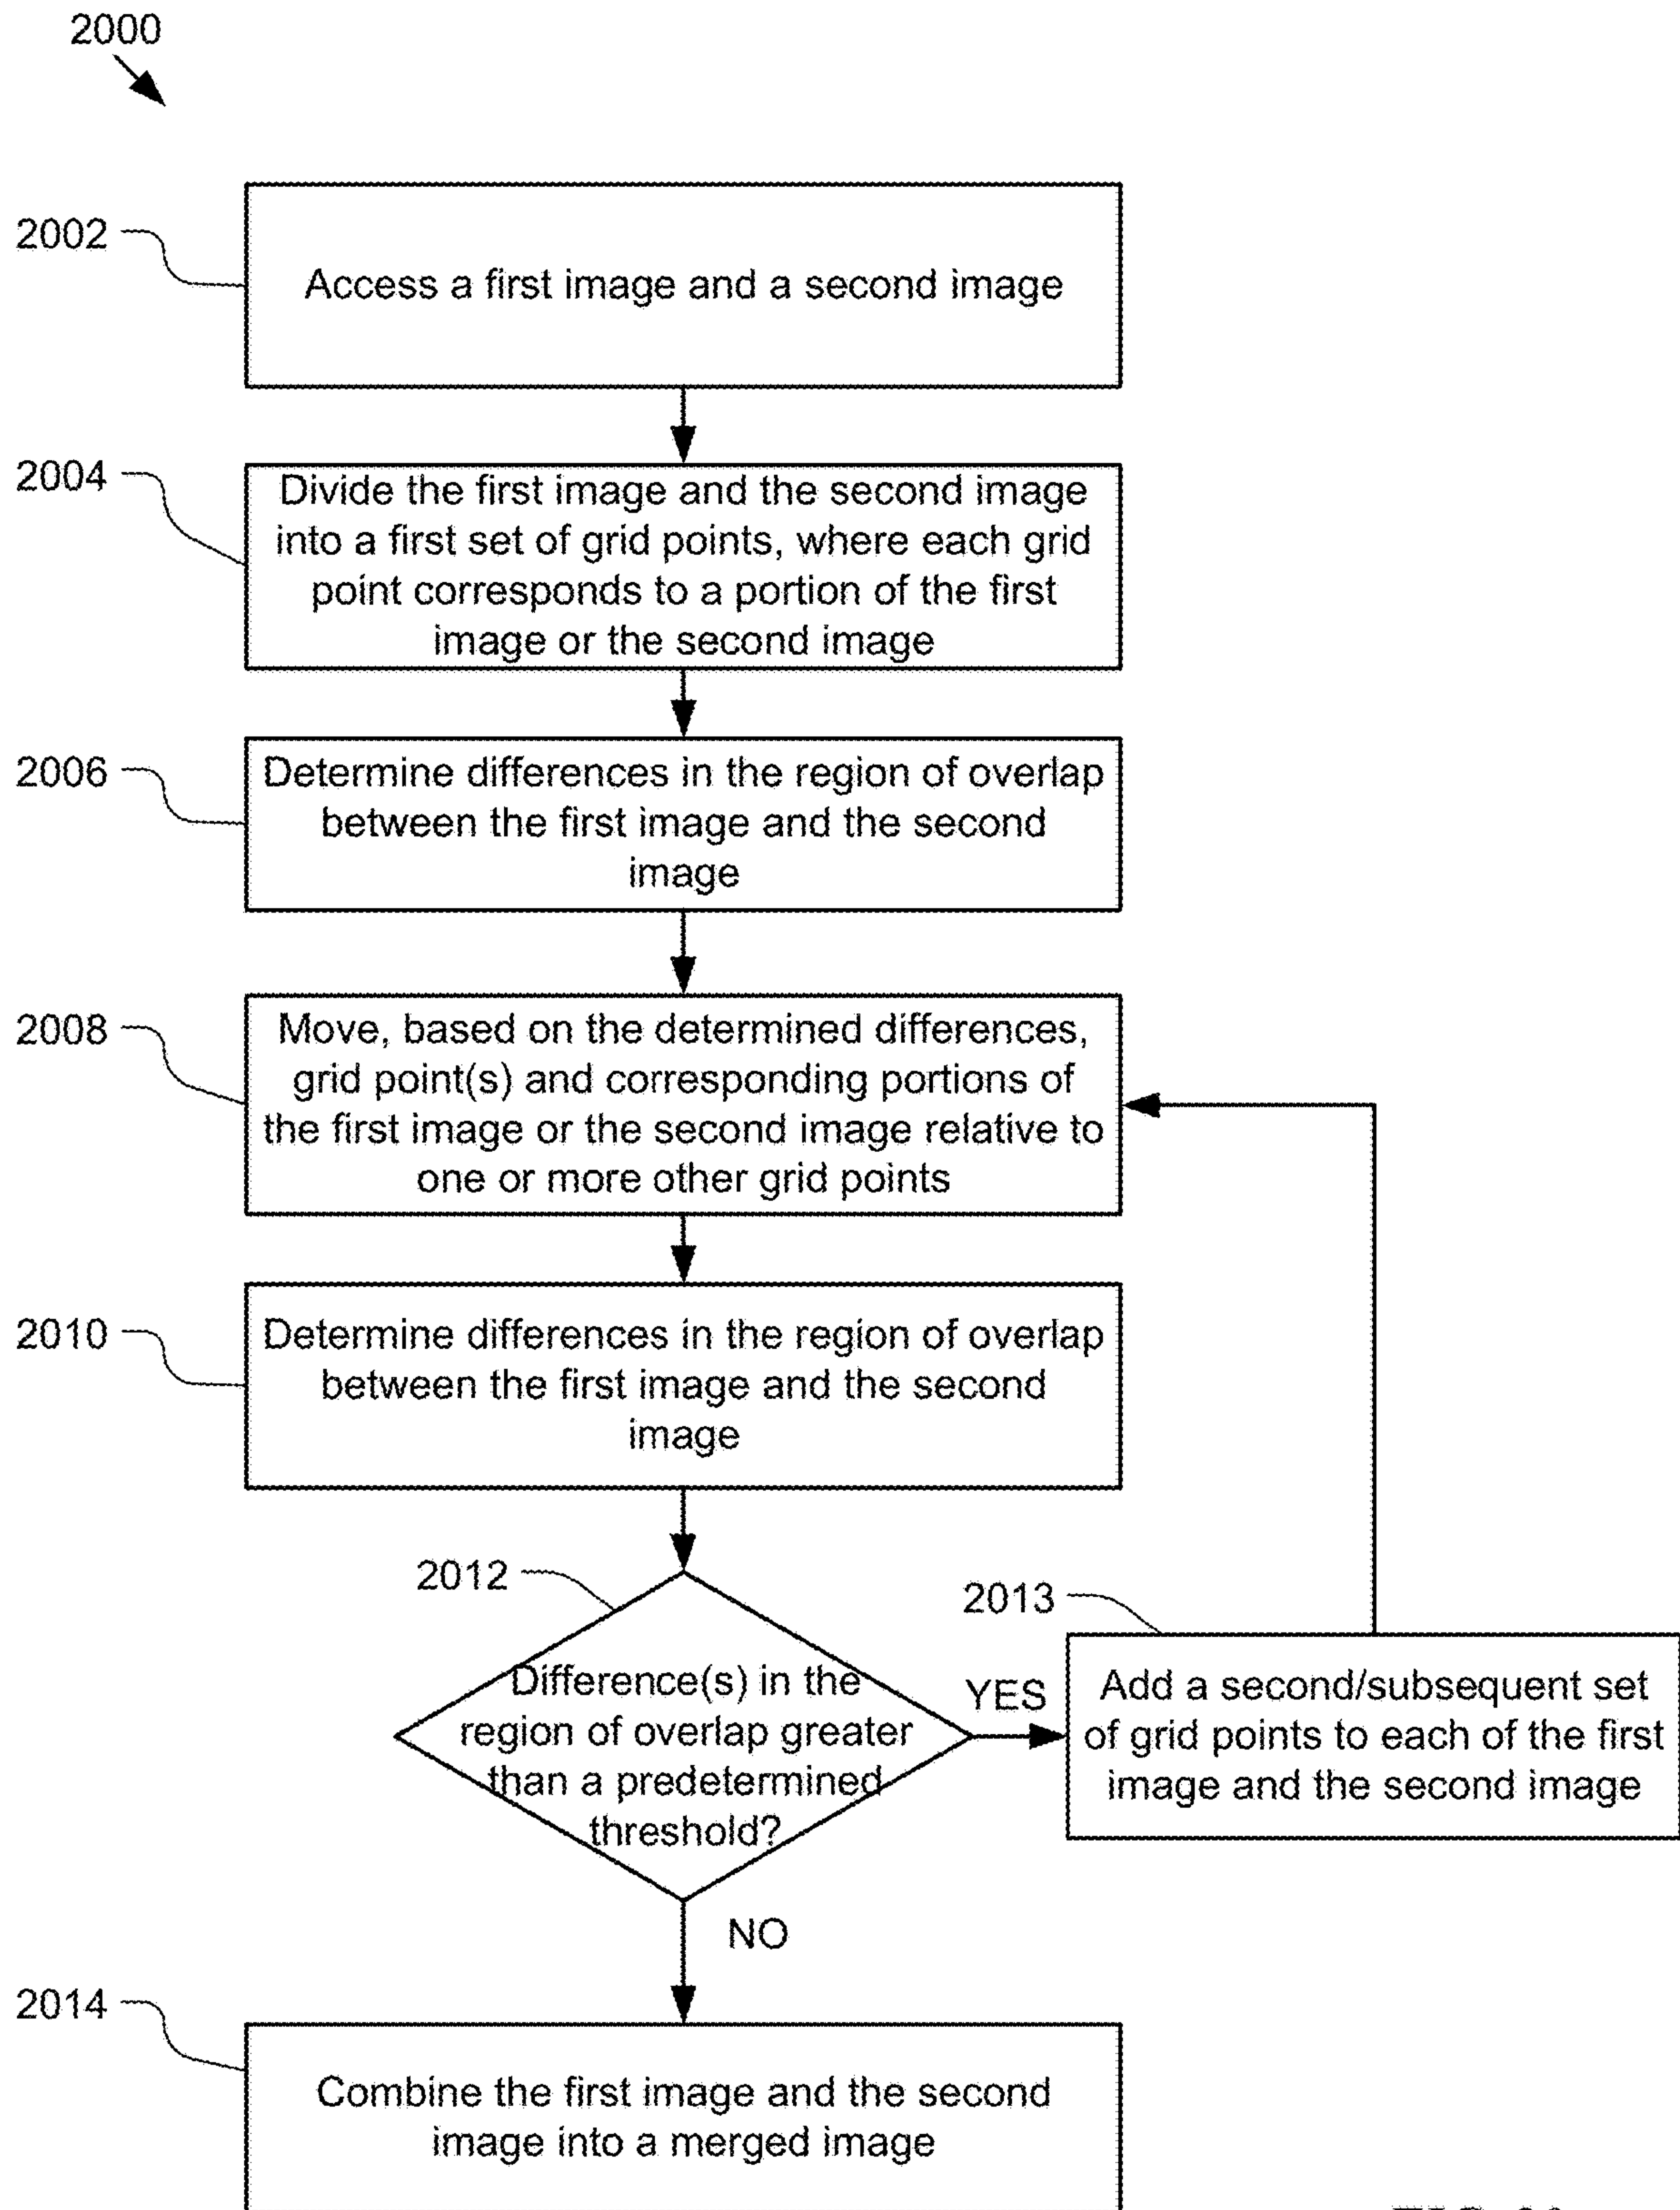 2000
2002
Access a first image and a second image
2004
Divide the first image and the second image
into a first set of grid points, where each grid
point corresponds to a portion of the first
image or the second image
2006
Determine differences in the region of overlap
between the first image and the second
image
2008
Move, based on the determined differences,
grid point(s) and corresponding portions of
the first image or the second image relative to
one or more other grid points
2010
Determine differences in the region of overlap
between the first image and the second
image
2012
Difference(s) in the
region of overlap greater
than a predetermined
threshold?
YES
2013
Add a second/subsequent set
of grid points to each of the first
image and the second image
NO
2014
Combine the first image and the second
image into a merged image